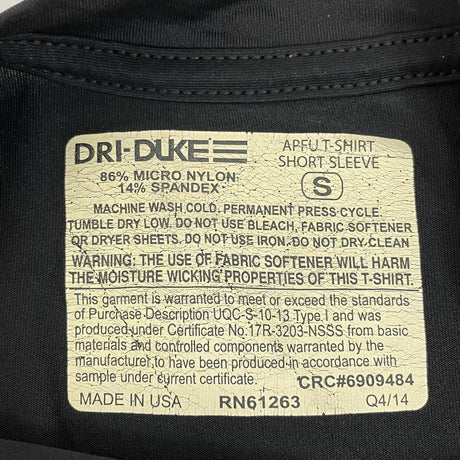 DRI-DUKE
APFU T-SHIRT
SHORT SLEEVE
86% MICRO NYLON
14% SPANDEX
S
MACHINE WASH COLD. PERMANENT PRESS CYCLE.
TUMBLE DRY LOW. DO NOT USE BLEACH, FABRIC SOFTENER
OR DRYER SHEETS. DO NOT USE IRON. DO NOT DRY CLEAN.
WARNING: THE USE OF FABRIC SOFTENER WILL HARM
THE MOISTURE WICKING PROPERTIES OF THIS T-SHIRT.
This garment is warranted to meet or exceed the standards
of Purchase Description UQC-S-10-13 Type I and was
produced under Certificate No.17R-3203-NSSS from basic
materials and controlled components warranted by the
manufacturer to have been produced in accordance with
sample under current certificate.
CRC#6909484
MADE IN USA RN61263 Q4/14